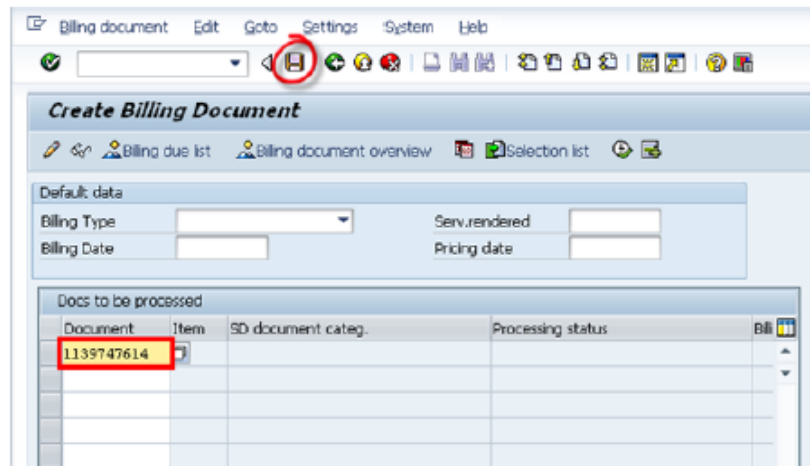 Billing document Edit Goto Settings System Help
Create Billing Document
Billing due list Billing document overview Selection list
Default data
Billing Type Serv.rendered
Billing Date Pricing date
Docs to be processed
Document Item SD document categ. Processing status Bili
1139747614